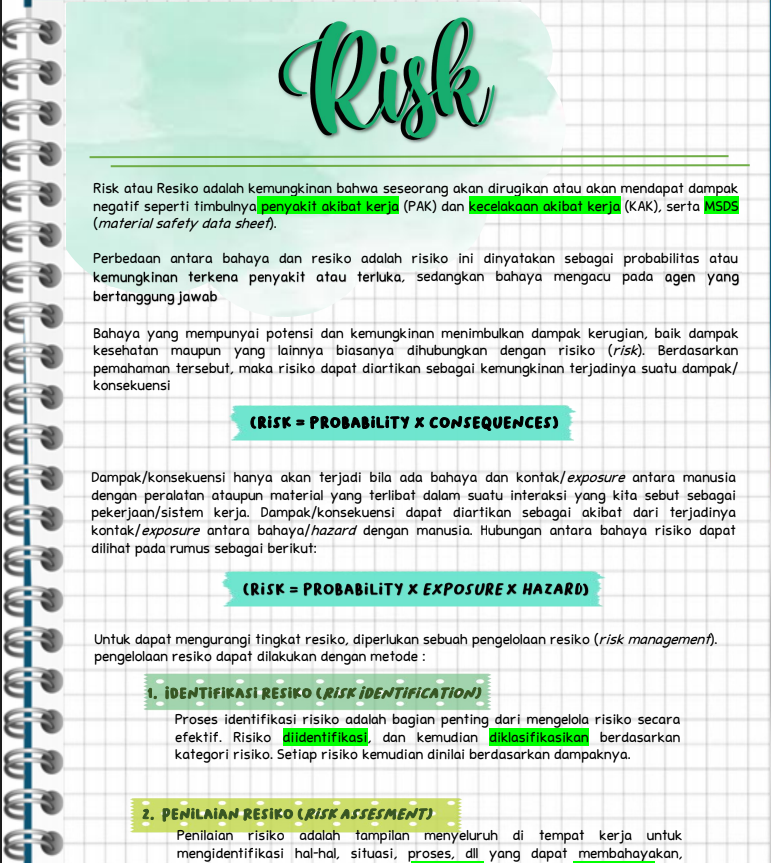 Risk
Risk atau Resiko adalah kemungkinan bahwa seseorang akan dirugikan atau akan mendapat dampak
negatif seperti timbulnya penyakit akibat kerja (PAK) dan kecelakaan akibat kerja (KAK), serta MSDS
(material safety data sheet).
Perbedaan antara bahaya dan resiko adalah risiko ini dinyatakan sebagai probabilitas atau
kemungkinan terkena penyakit atau terluka, sedangkan bahaya mengacu pada agen yang
bertanggung jawab
Bahaya yang mempunyai potensi dan kemungkinan menimbulkan dampak kerugian, baik dampak
kesehatan maupun yang lainnya biasanya dihubungkan dengan risiko (risk). Berdasarkan
pemahaman tersebut, maka risiko dapat diartikan sebagai kemungkinan terjadinya suatu dampak/
konsekuensi
(RiSK = PROBABiLiTY X CONSEQUENCES)
Dampak/konsekuensi hanya akan terjadi bila ada bahaya dan kontak/exposure antara manusia
dengan peralatan ataupun material yang terlibat dalam suatu interaksi yang kita sebut sebagai
pekerjaan/sistem kerja. Dampak/konsekuensi dapat diartikan sebagai akibat dari terjadinya
kontak/exposure antara bahaya/hazard dengan manusia. Hubungan antara bahaya risiko dapat
dilihat pada rumus sebagai berikut:
(RiSK = PROBABiLiTY X EXPOSURE X HAZARD)
Untuk dapat mengurangi tingkat resiko, diperlukan sebuah pengelolaan resiko (risk management).
pengelolaan resiko dapat dilakukan dengan metode :
1. iDENTiFiKASi RESiKO (RiSK iDENTiFiCATiON)
Proses identifikasi risiko adalah bagian penting dari mengelola risiko secara
efektif. Risiko diidentifikasi, dan kemudian diklasifikasikan berdasarkan
kategori risiko. Setiap risiko kemudian dinilai berdasarkan dampaknya.
2. PENiLAiAN RESiKO (RiSK ASSESMENT)
Penilaian risiko adalah tampilan menyeluruh di tempat kerja untuk
mengidentifikasi hal-hal, situasi, proses, dll yang dapat membahayakan,